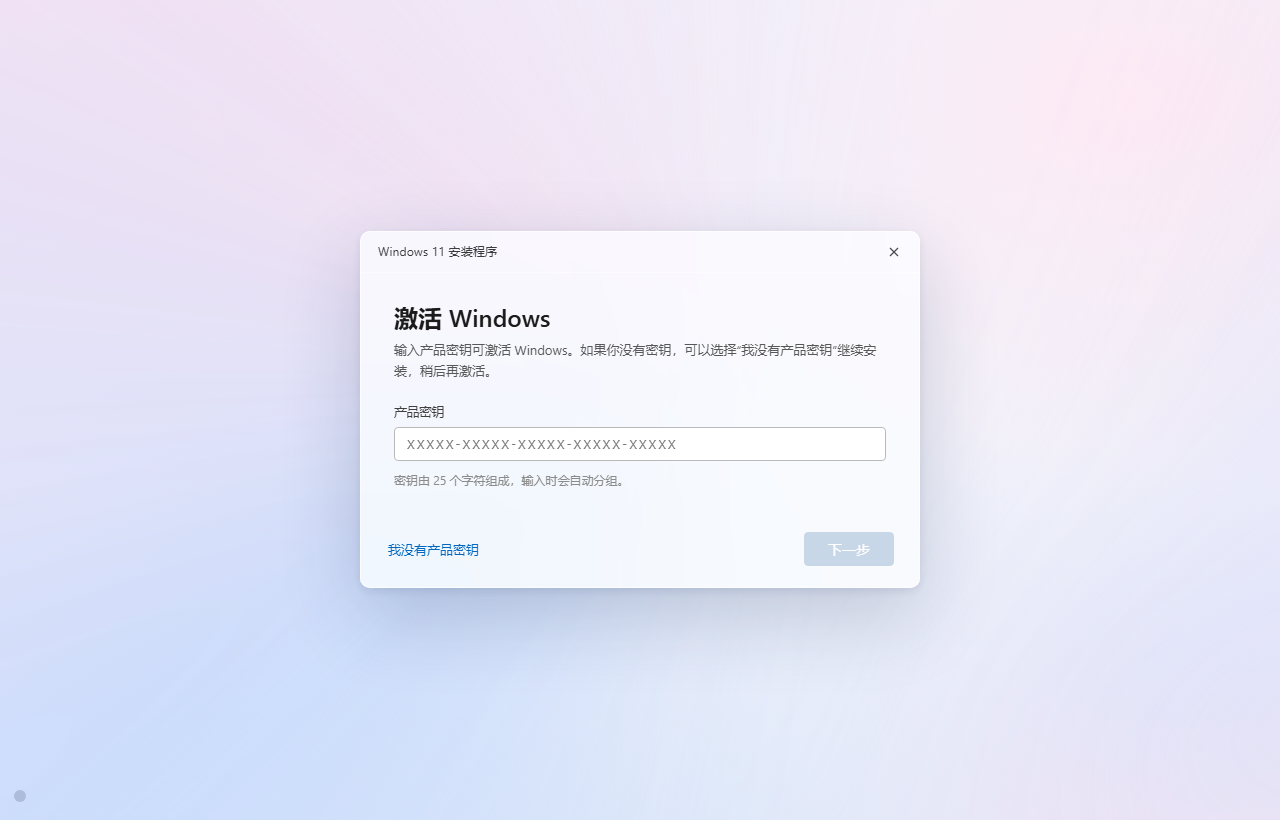 Windows 11 安装程序
激活 Windows
输入产品密钥可激活 Windows。如果你没有密钥，可以选择“我没有产品密钥”继续安
装，稍后再激活。
产品密钥
XXXXX-XXXXX-XXXXX-XXXXX-XXXXX
密钥由 25 个字符组成，输入时会自动分组。
我没有产品密钥
下一步